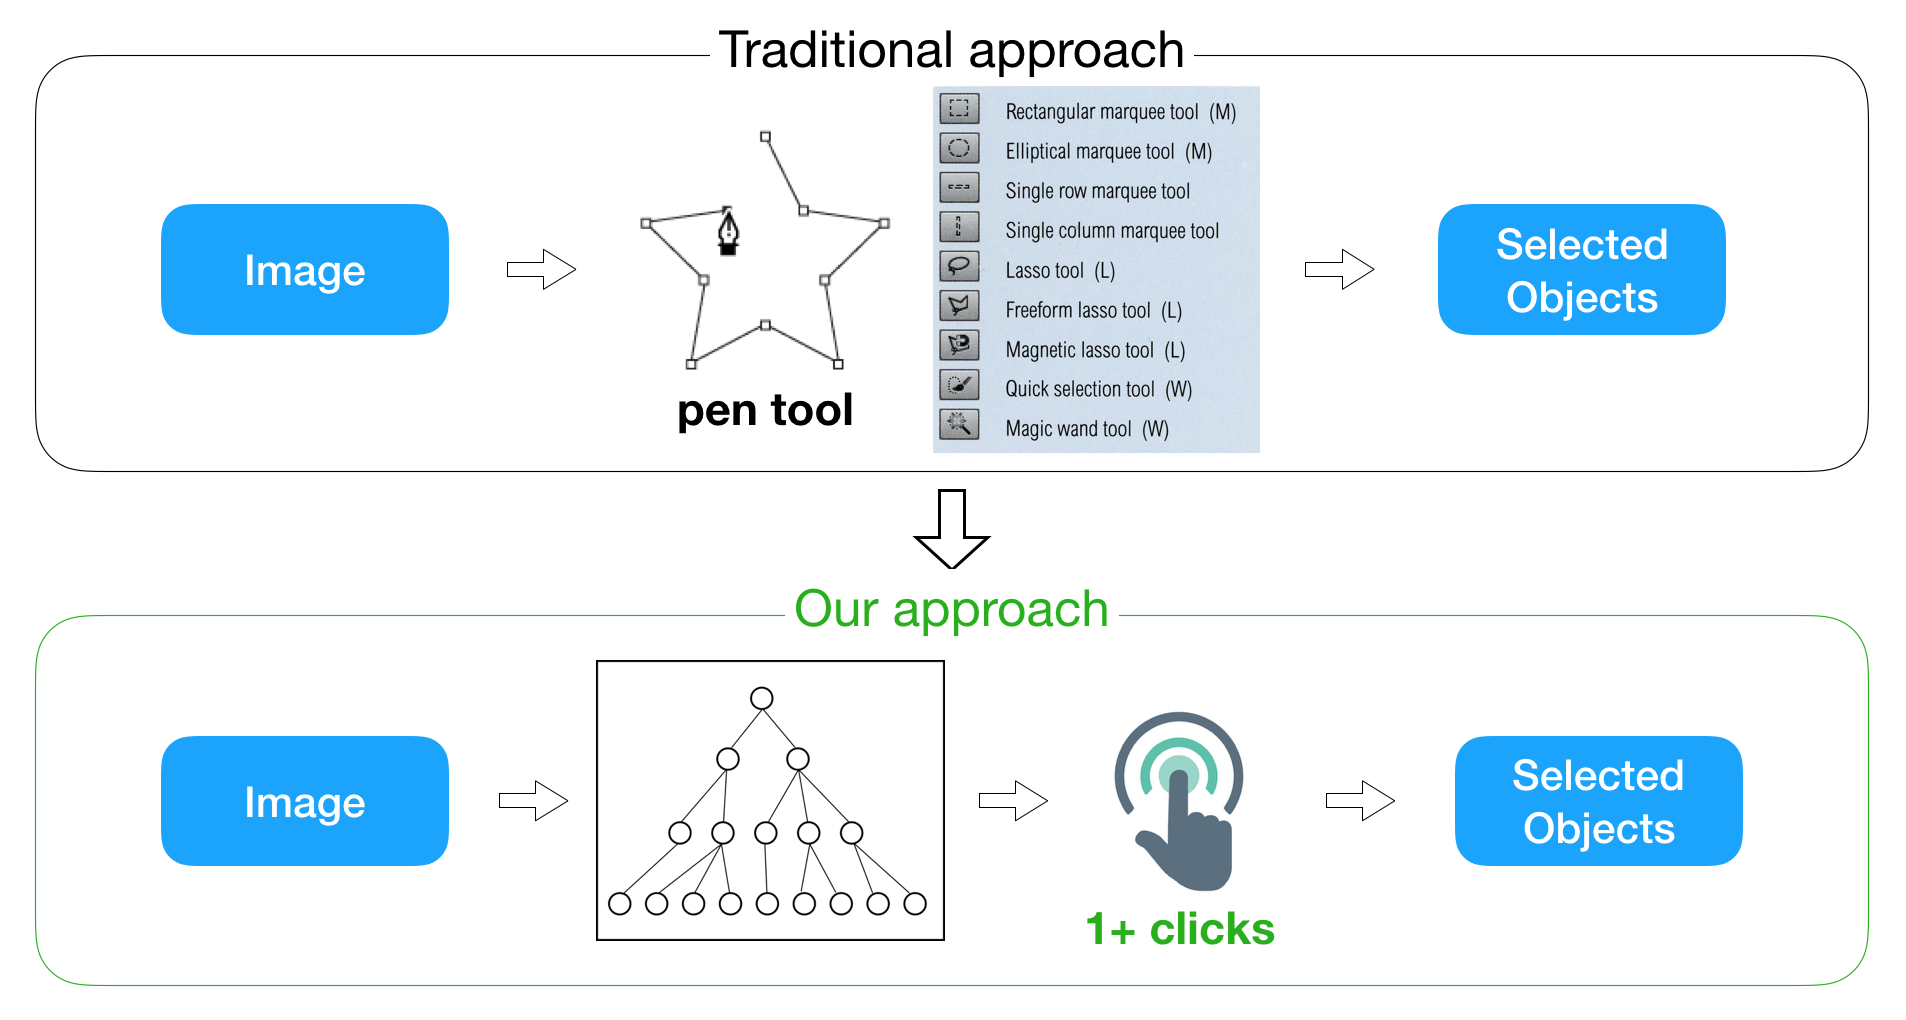 Traditional approach
Image
pen tool
Rectangular marquee tool (M)
Elliptical marquee tool (M)
Single row marquee tool
Single column marquee tool
Lasso tool (L)
Freeform lasso tool (L)
Magnetic lasso tool (L)
Quick selection tool (W)
Magic wand tool (W)
Selected
Objects
Our approach
Image
1+ clicks
Selected
Objects